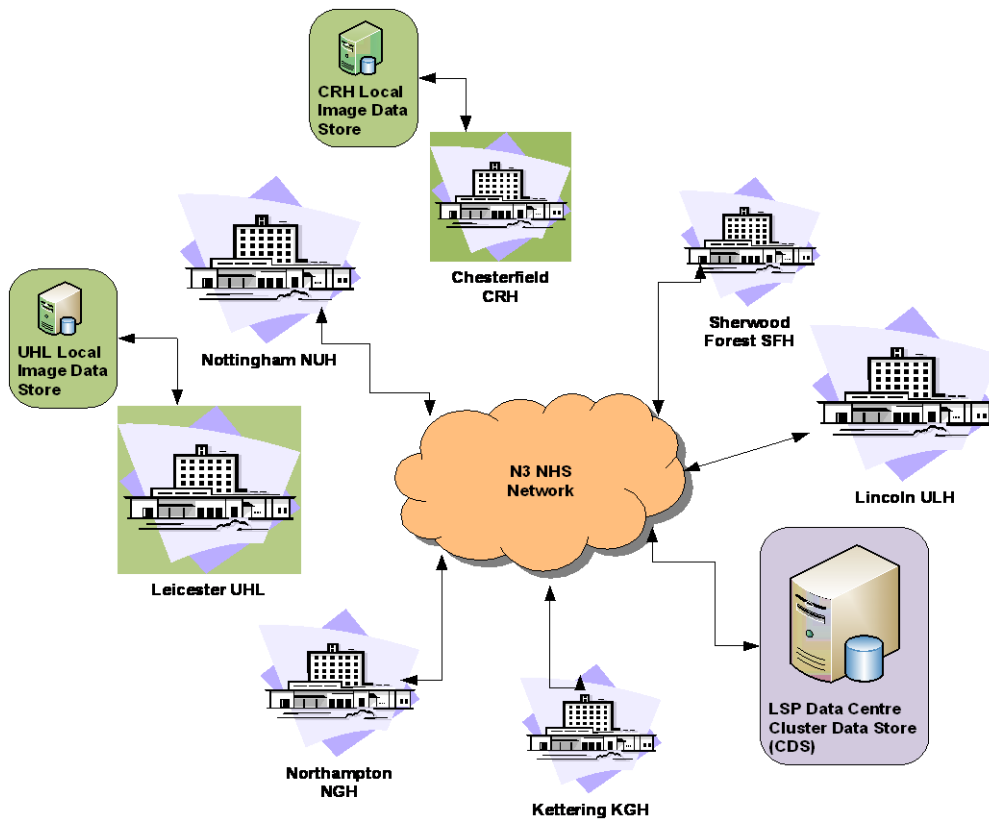 CRH Local
Image Data
Store
Chesterfield
CRH
Nottingham NUH
Sherwood
Forest SFH
UHL Local
Image Data
Store
Lincoln ULH
N3 NHS
Network
Leicester UHL
LSP Data Centre
Cluster Data Store
(CDS)
Northampton
NGH
Kettering KGH